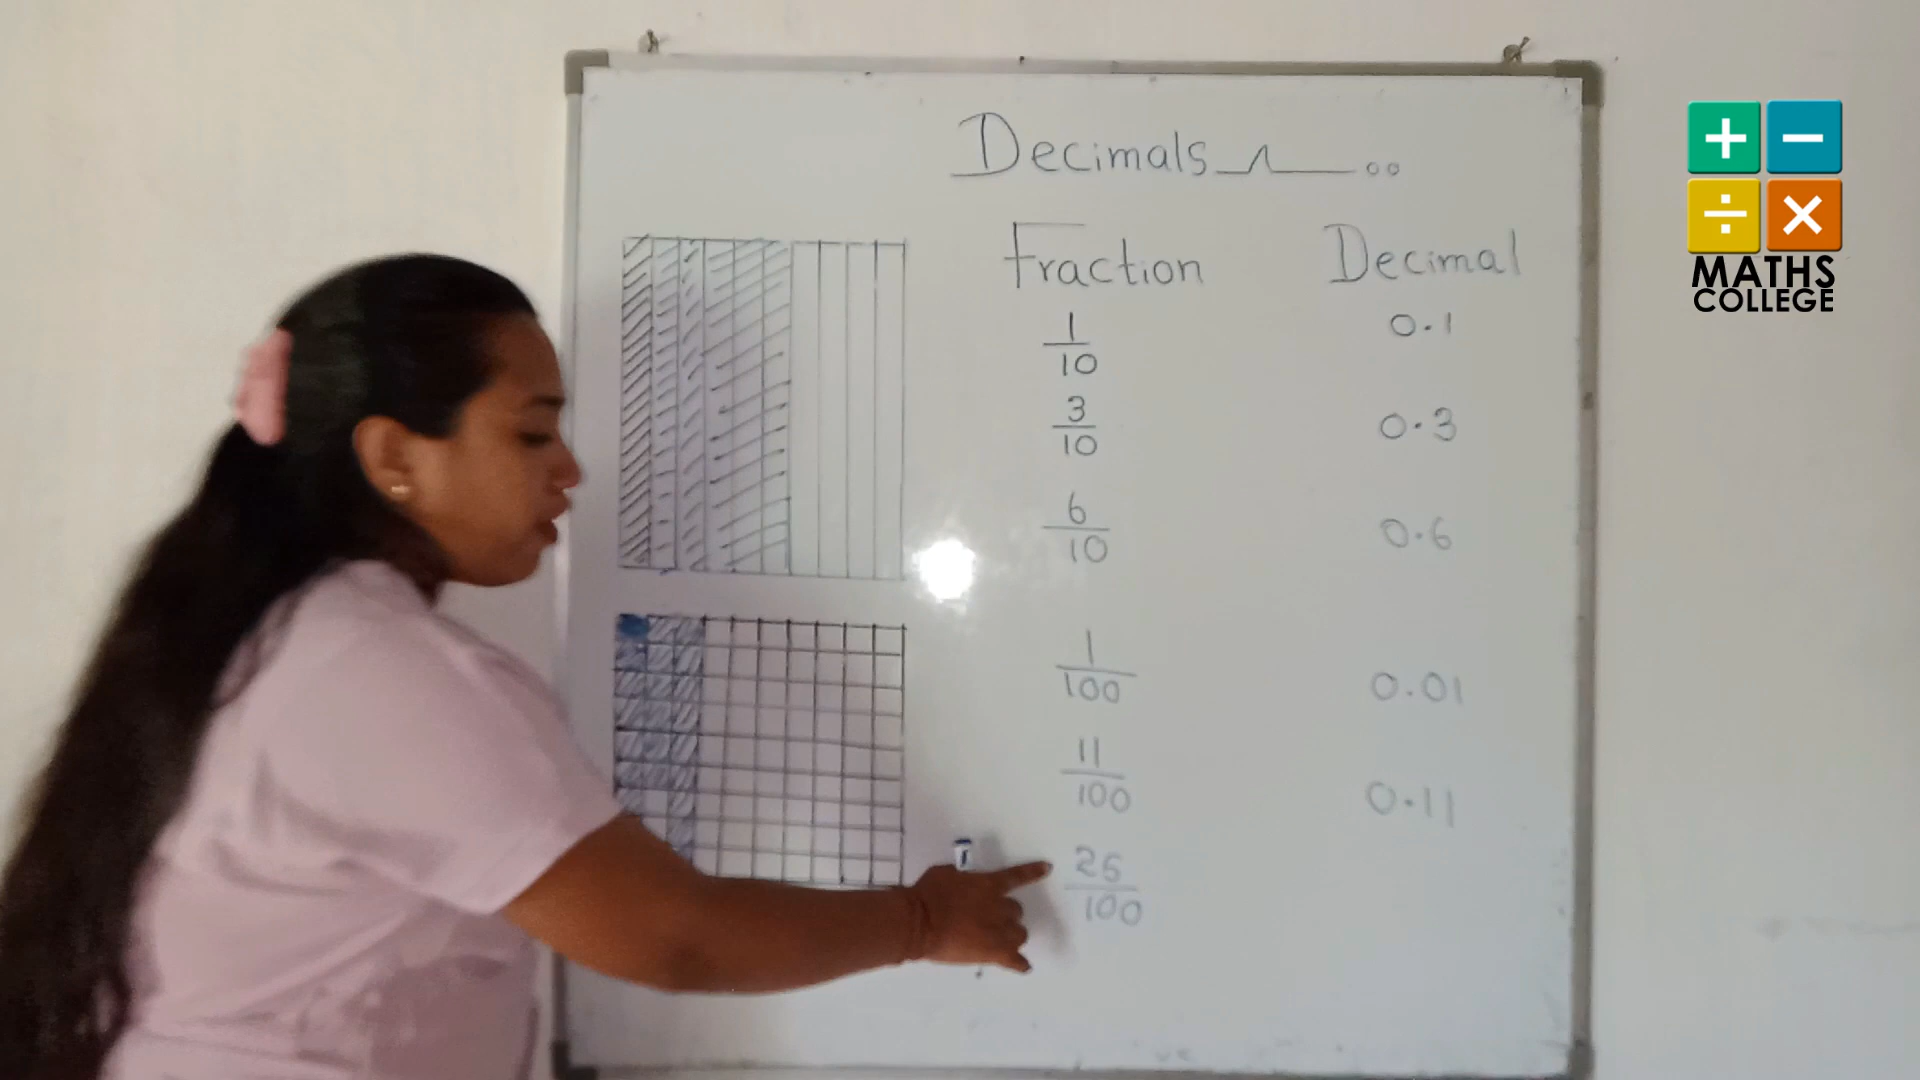 Decimals
Fraction Decimal
1/10 0.1
3/10 0.3
6/10 0.6
1/100 0.01
11/100 0.11
26/100
+ −
÷ ×
MATHS
COLLEGE